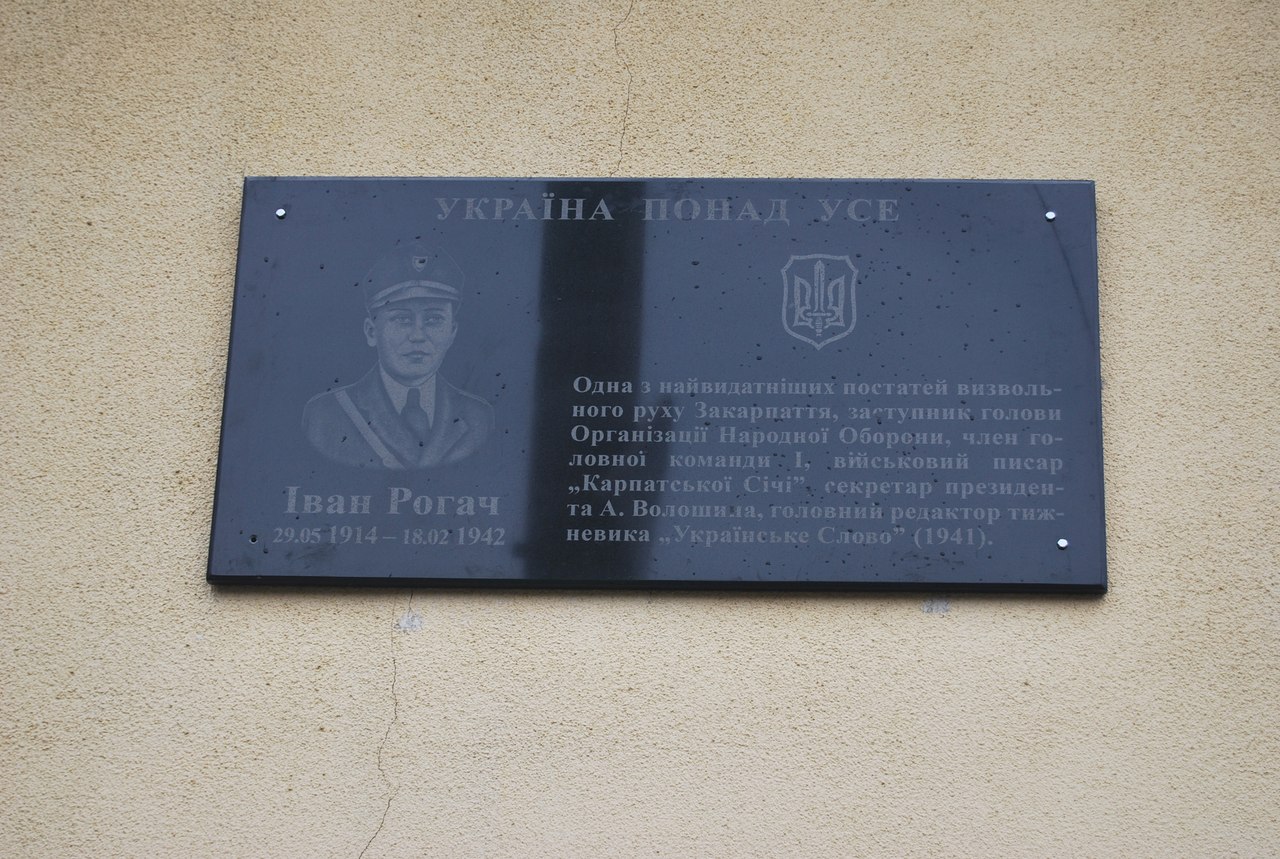 УКРАЇНА ПОНАД УСЕ
Іван Рогач
29.05 1914 – 18.02 1942
Одна з найвидатніших постатей визволь-
ного руху Закарпаття, заступник голови
Організації Народної Оборони, член го-
ловної команди І, військовий писар
„Карпатської Січі” секретар президен-
та А. Волошина, головний редактор тиж-
невика „Українське Слово” (1941).